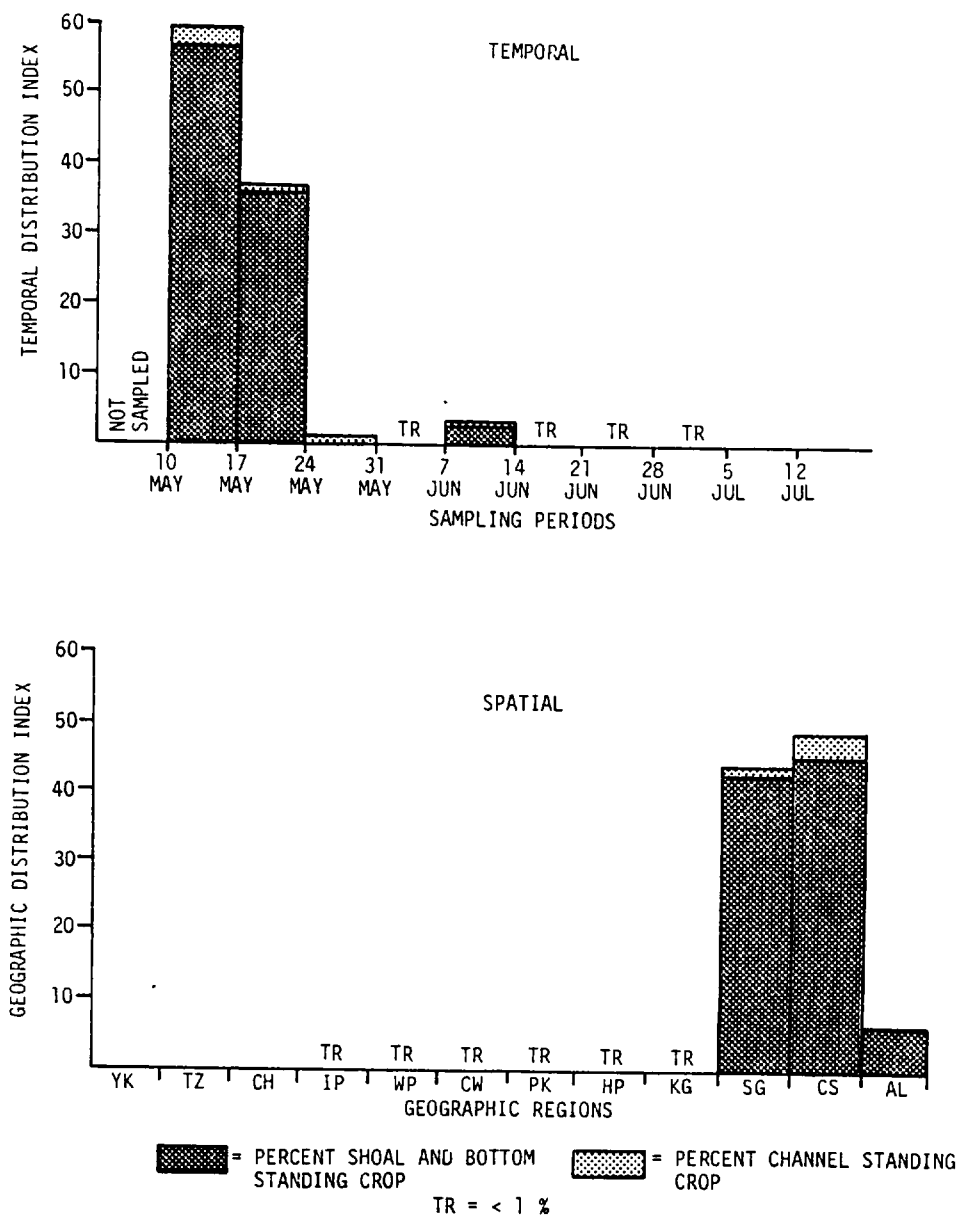 TEMPORAL
TEMPORAL DISTRIBUTION INDEX
60
50
40
30
20
10
NOT
SAMPLED
TR TR TR TR
10 17 24 31 7 14 21 28 5 12
MAY MAY MAY MAY JUN JUN JUN JUN JUL JUL
SAMPLING PERIODS
SPATIAL
GEOGRAPHIC DISTRIBUTION INDEX
60
50
40
30
20
10
TR TR TR TR TR TR
YK TZ CH IP WP CW PK HP KG SG CS AL
GEOGRAPHIC REGIONS
= PERCENT SHOAL AND BOTTOM
STANDING CROP
= PERCENT CHANNEL STANDING
CROP
TR = < 1 %